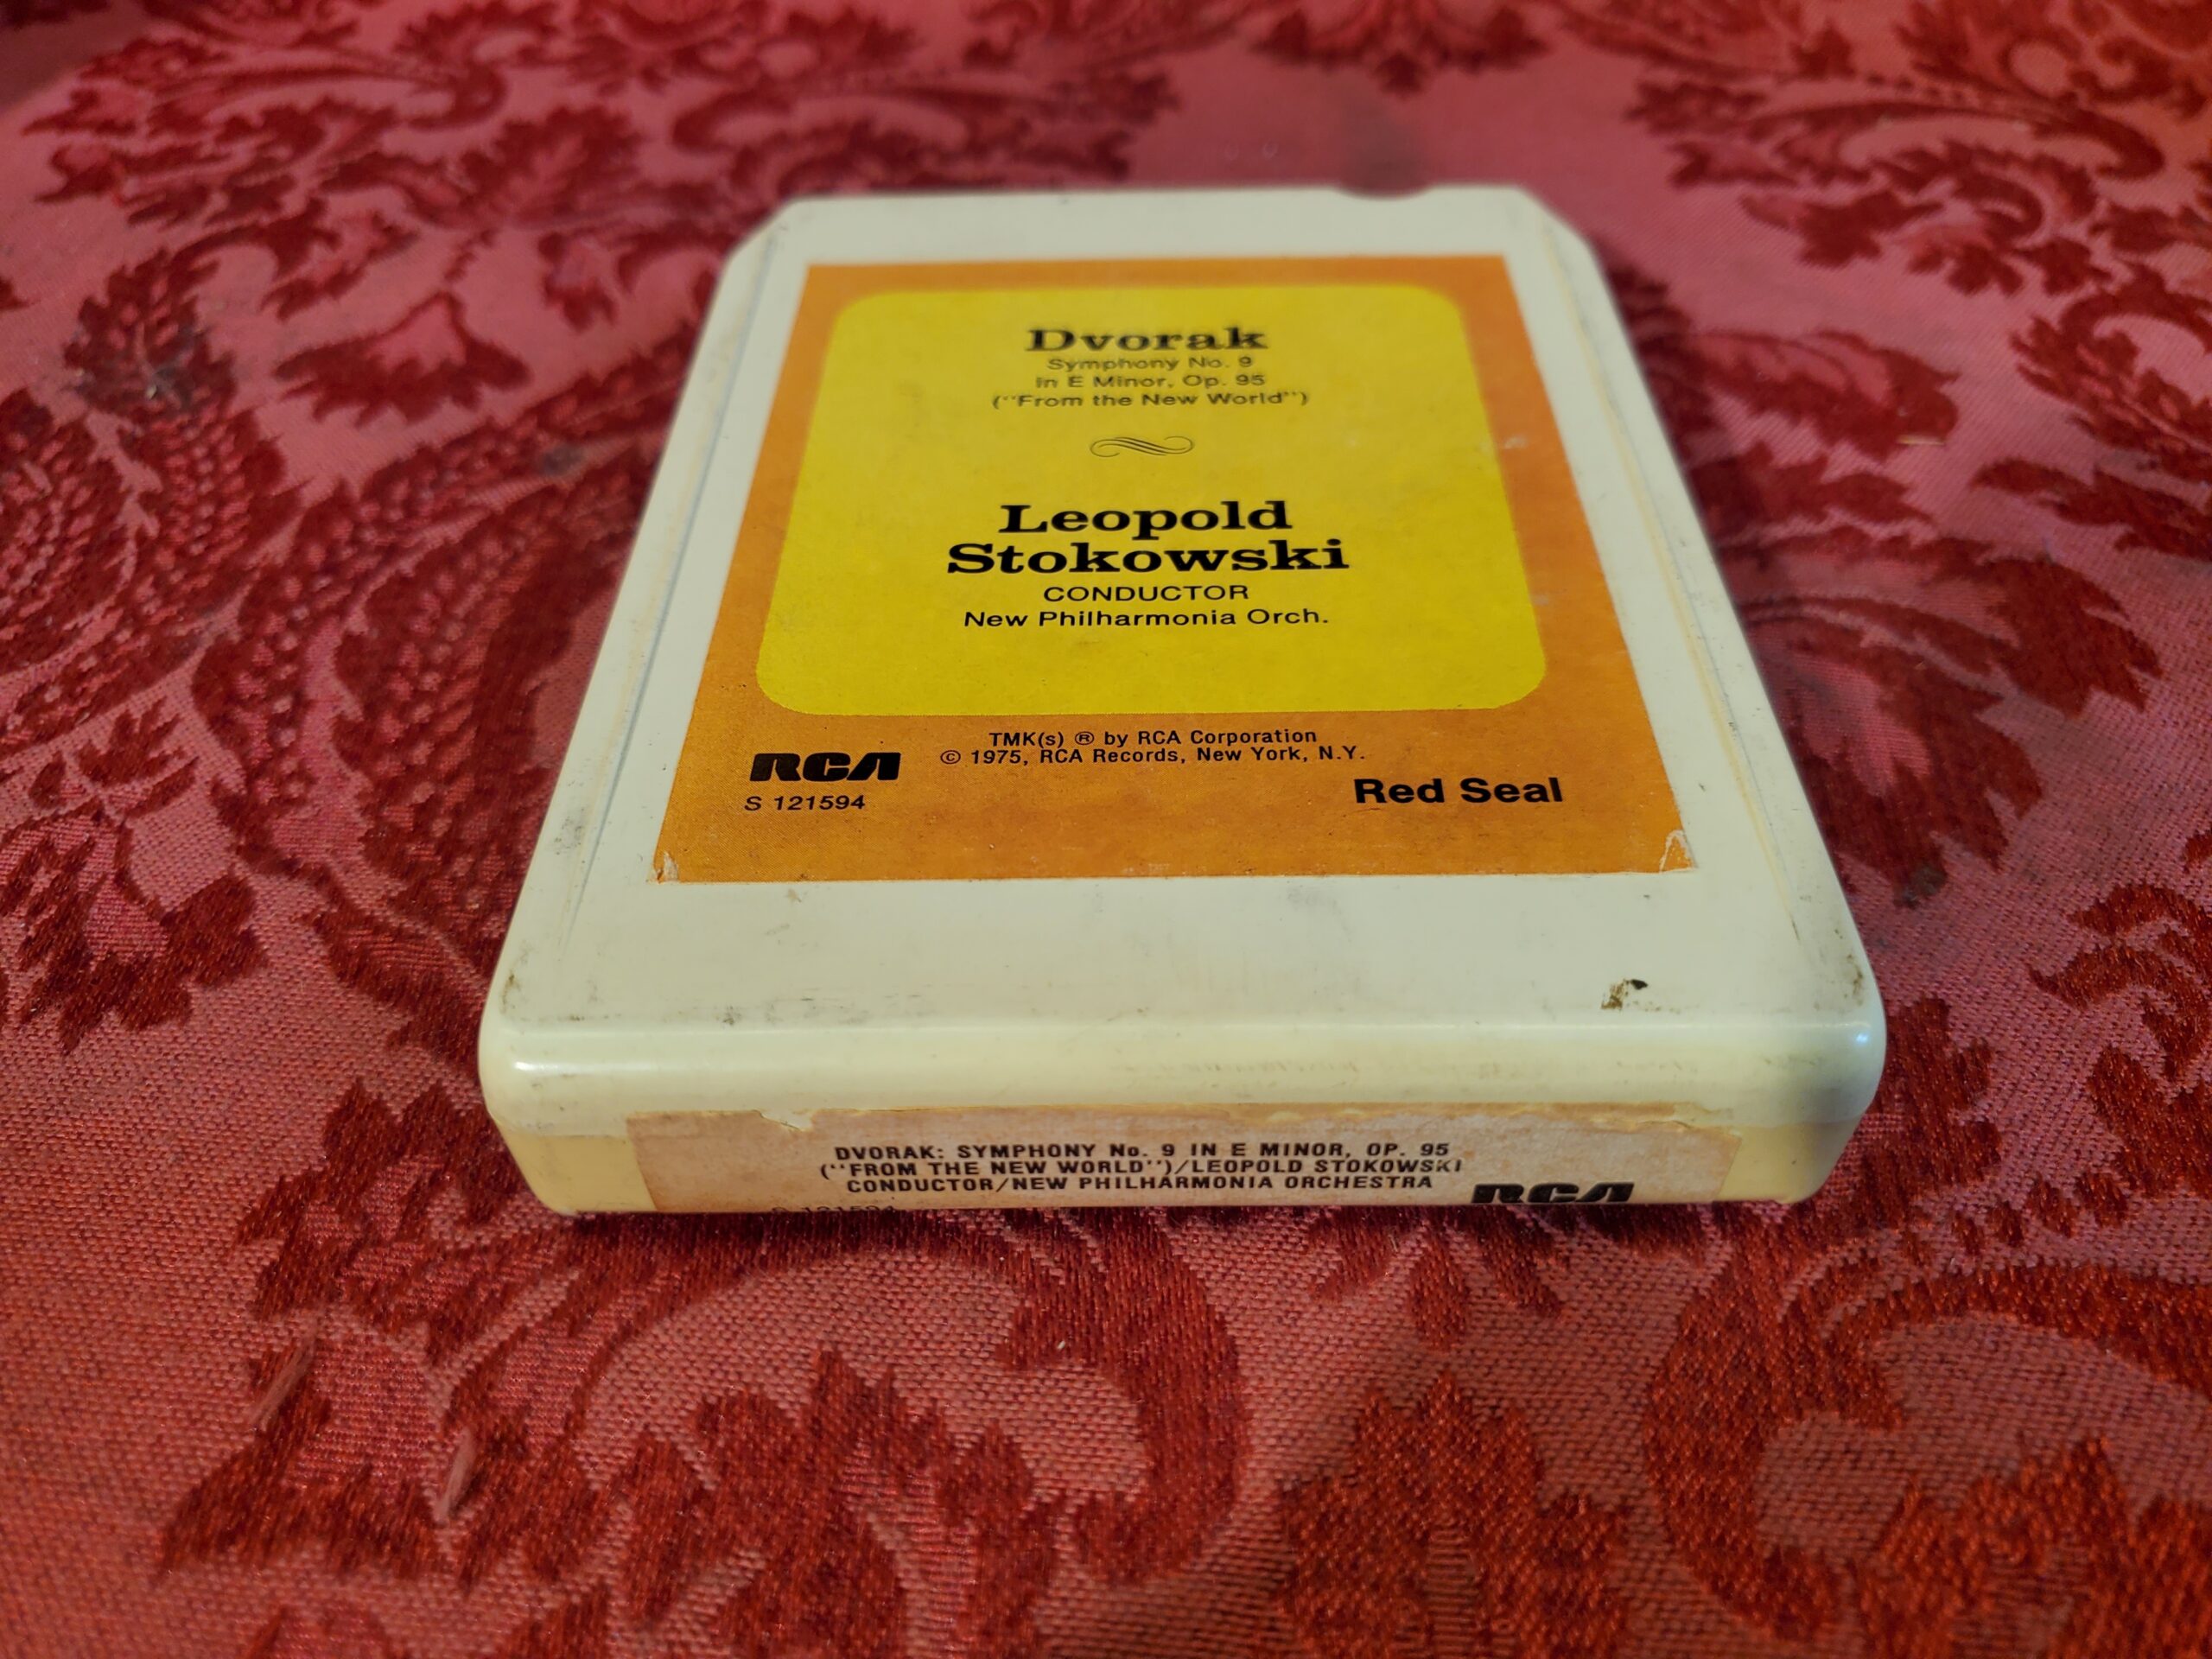 Dvorak
Symphony No. 9
in E Minor, Op. 95
("From the New World")
Leopold
Stokowski
CONDUCTOR
New Philharmonia Orch.
TMK(s) ® by RCA Corporation
© 1975, RCA Records, New York, N.Y.
RCA
S 121594
Red Seal
DVORAK: SYMPHONY No. 9 IN E MINOR, OP. 95
("FROM THE NEW WORLD")/LEOPOLD STOKOWSKI
CONDUCTOR/NEW PHILHARMONIA ORCHESTRA
RCA
S 121594